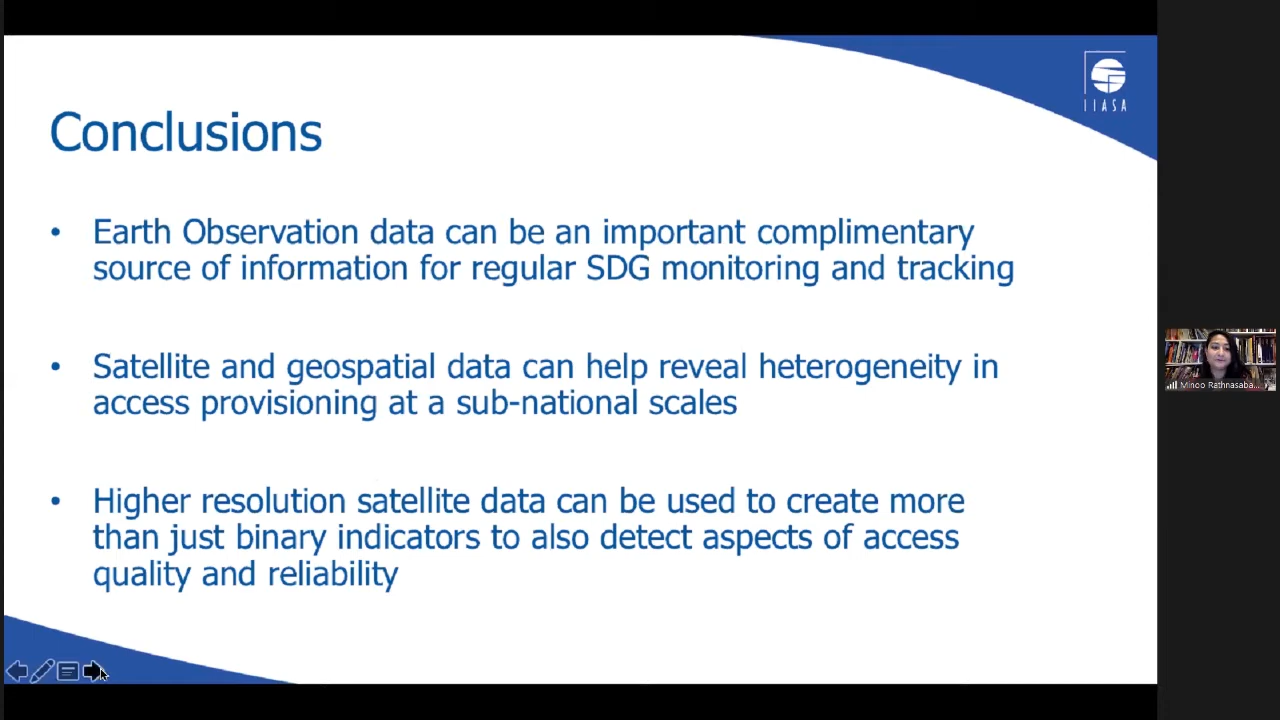 IIASA
Conclusions
• Earth Observation data can be an important complimentary
source of information for regular SDG monitoring and tracking
• Satellite and geospatial data can help reveal heterogeneity in
access provisioning at a sub-national scales
• Higher resolution satellite data can be used to create more
than just binary indicators to also detect aspects of access
quality and reliability
Minoo Rathnasaba...